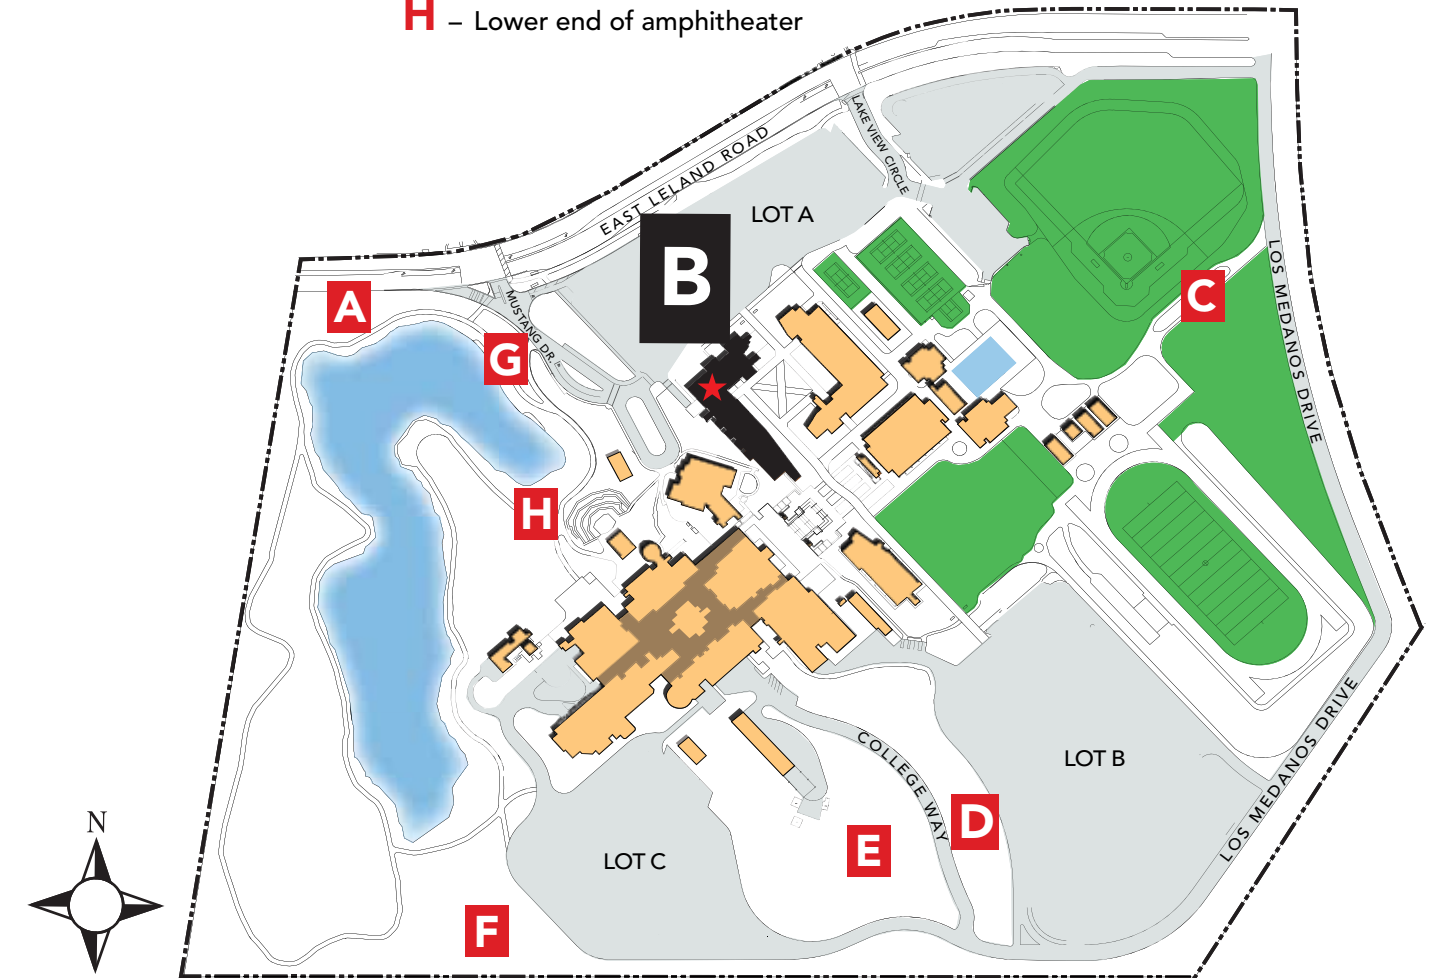 H – Lower end of amphitheater
LAKE VIEW CIRCLE
EAST LELAND ROAD
LOT A
B
LOS MEDANOS DRIVE
A
MUSTANG DR.
C
G
H
COLLEGE WAY
LOT B
LOS MEDANOS DRIVE
D
E
LOT C
N
F